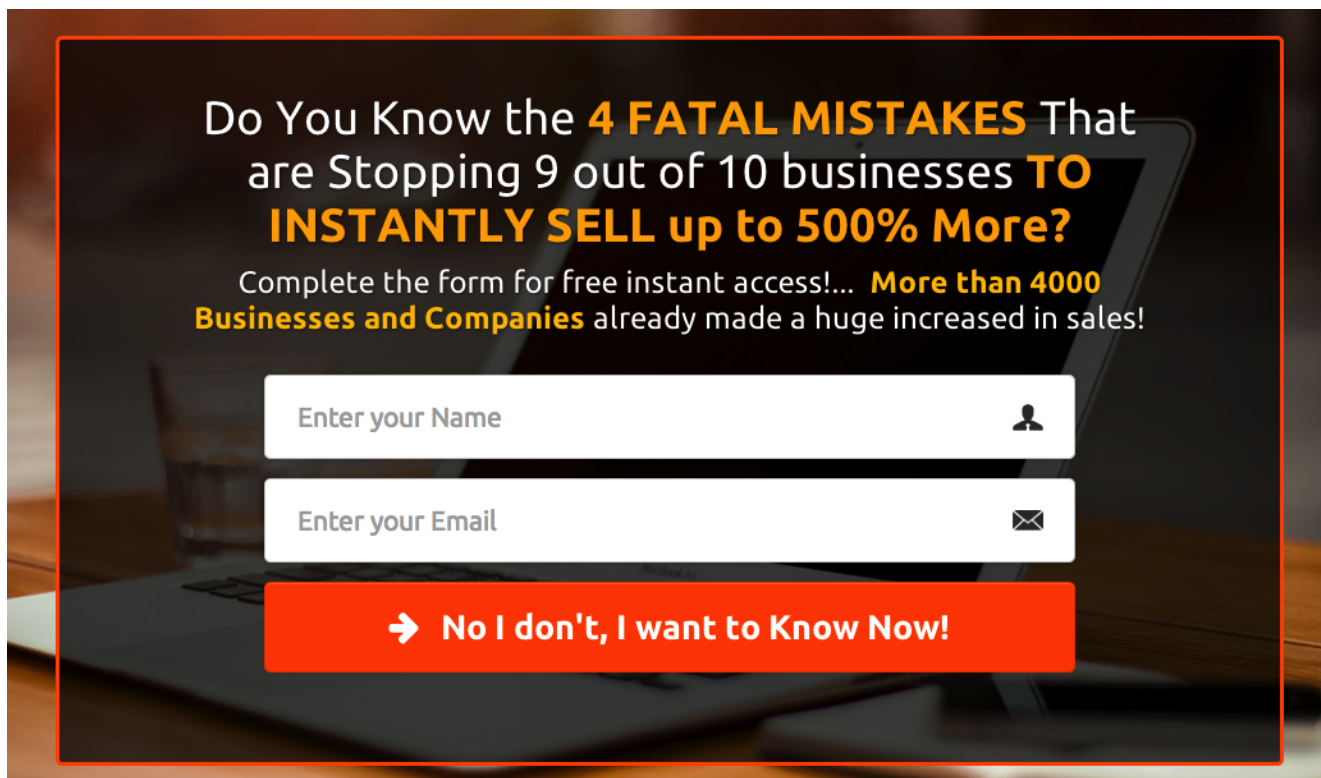 Do You Know the 4 FATAL MISTAKES That
are Stopping 9 out of 10 businesses TO
INSTANTLY SELL up to 500% More?
Complete the form for free instant access!... More than 4000
Businesses and Companies already made a huge increased in sales!
Enter your Name
Enter your Email
No I don't, I want to Know Now!